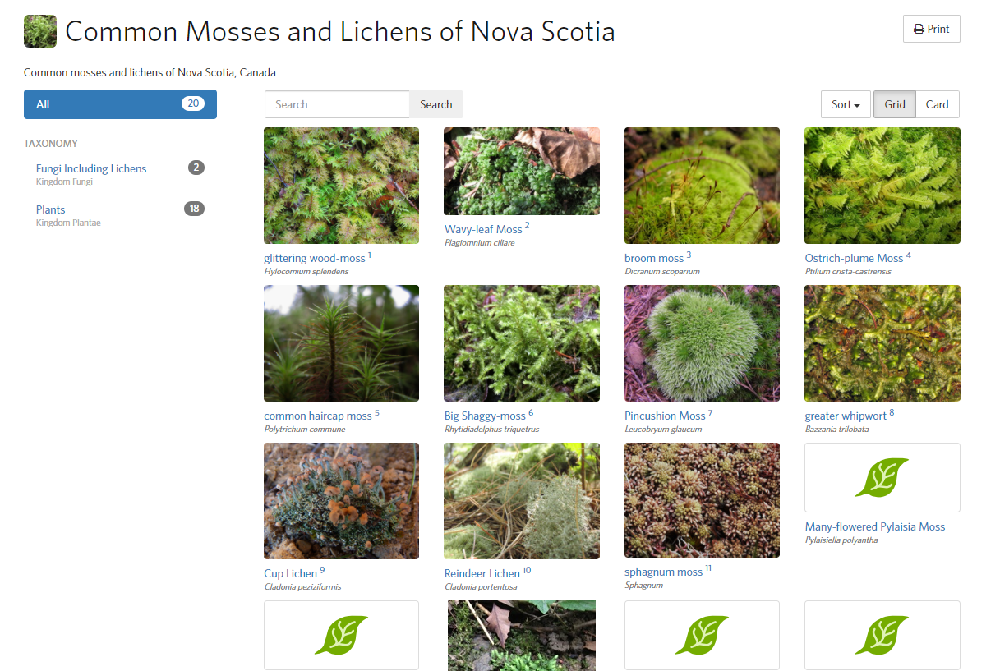 Common Mosses and Lichens of Nova Scotia
Print
Common mosses and lichens of Nova Scotia, Canada
All 20
Search Search
Sort Grid Card
TAXONOMY
Fungi Including Lichens 2
Kingdom Fungi
Plants 18
Kingdom Plantae
glittering wood-moss 1
Hylocomium splendens
Wavy-leaf Moss 2
Plagiomnium ciliare
broom moss 3
Dicranum scoparium
Ostrich-plume Moss 4
Ptilium crista-castrensis
common haircap moss 5
Polytrichum commune
Big Shaggy-moss 6
Rhytidiadelphus triquetrus
Pincushion Moss 7
Leucobryum glaucum
greater whipwort 8
Bazzania trilobata
Cup Lichen 9
Cladonia peziziformis
Reindeer Lichen 10
Cladonia portentosa
sphagnum moss 11
Sphagnum
Many-flowered Pylaisia Moss
Pylaisiella polyantha